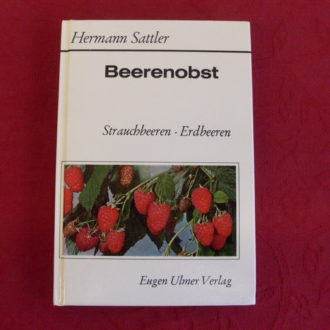 Hermann Sattler
Beerenobst
Strauchbeeren · Erdbeeren
Eugen Ulmer Verlag